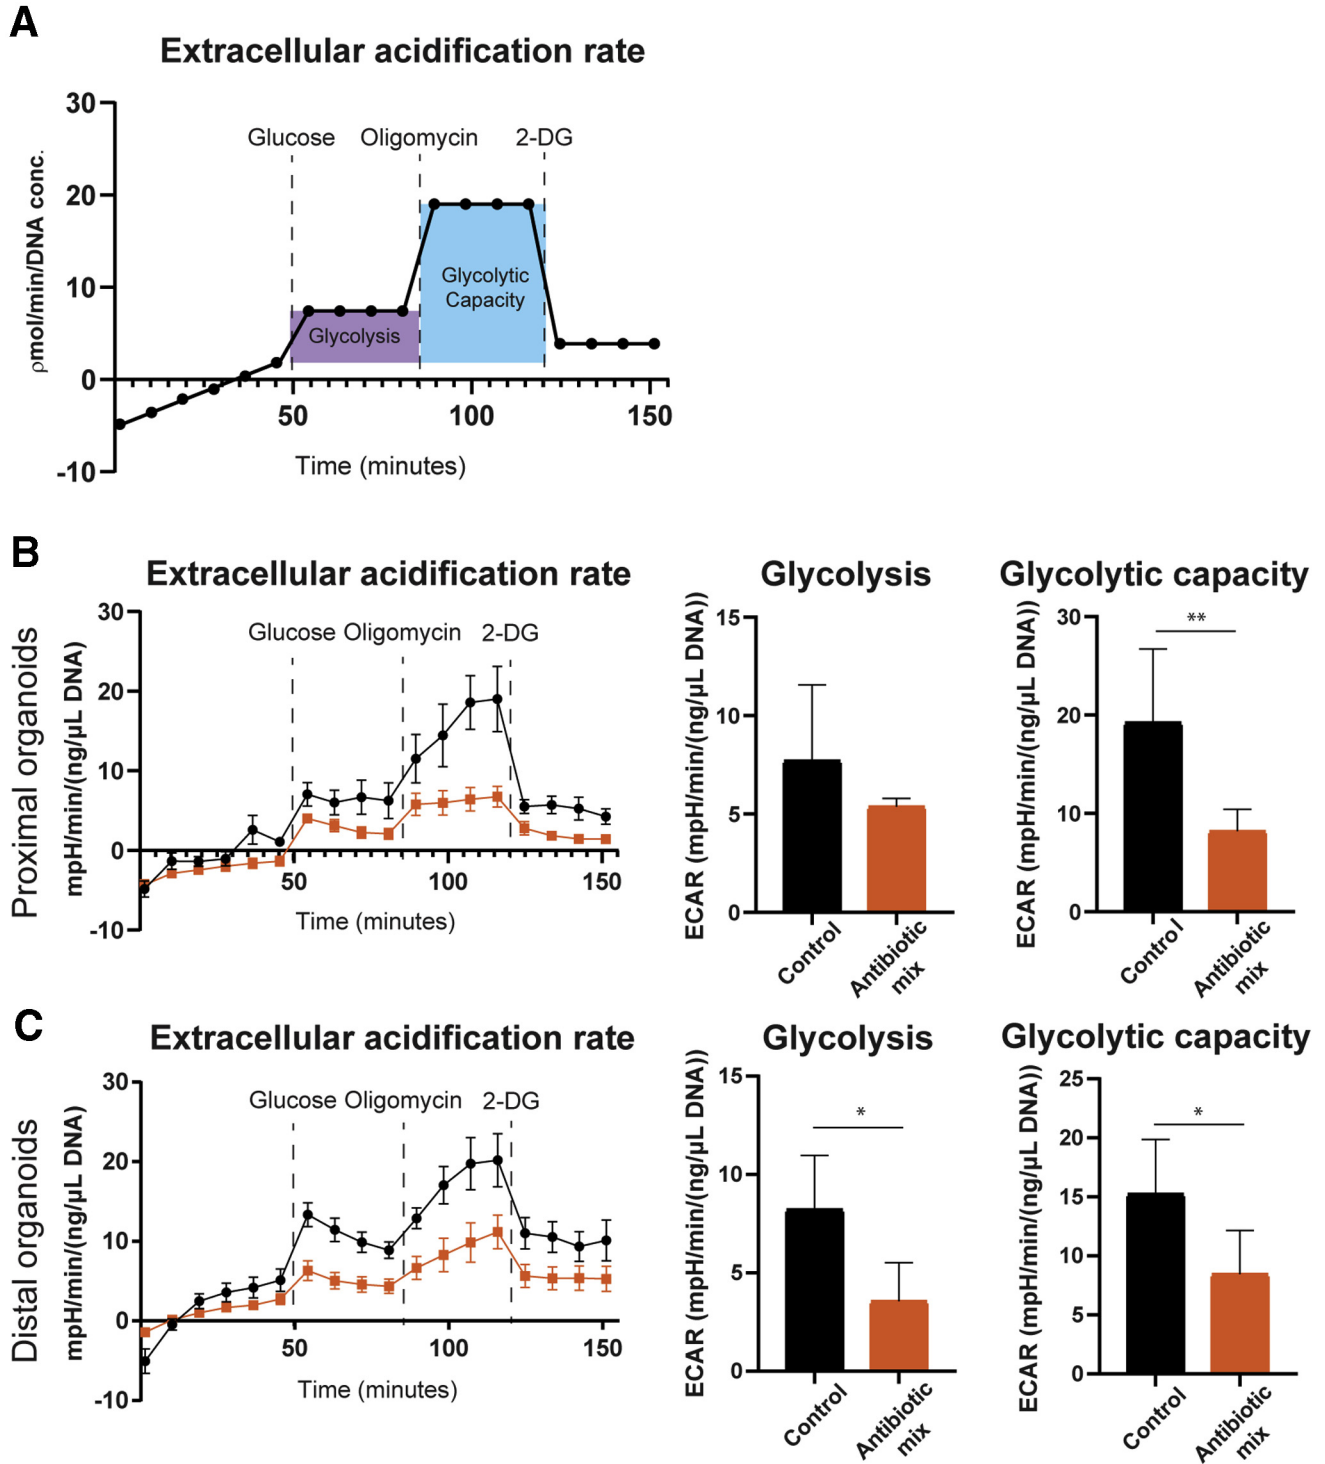 A
Extracellular acidification rate
ρmol/min/DNA conc.
30
20
10
0
-10
Glucose
Oligomycin
2-DG
Glycolysis
Glycolytic
Capacity
50
100
150
Time (minutes)
B
Proximal organoids
Extracellular acidification rate
mpH/min/(ng/μL DNA)
30
20
10
0
-10
Glucose Oligomycin 2-DG
50
100
150
Time (minutes)
Glycolysis
ECAR (mpH/min/(ng/μL DNA))
15
10
5
0
Control
Antibiotic
mix
Glycolytic capacity
ECAR (mpH/min/(ng/μL DNA))
30
20
10
0
**
Control
Antibiotic
mix
C
Distal organoids
Extracellular acidification rate
mpH/min/(ng/μL DNA)
30
20
10
0
-10
Glucose Oligomycin 2-DG
50
100
150
Time (minutes)
Glycolysis
ECAR (mpH/min/(ng/μL DNA))
15
10
5
0
*
Control
Antibiotic
mix
Glycolytic capacity
ECAR (mpH/min/(ng/μL DNA))
25
20
15
10
5
0
*
Control
Antibiotic
mix